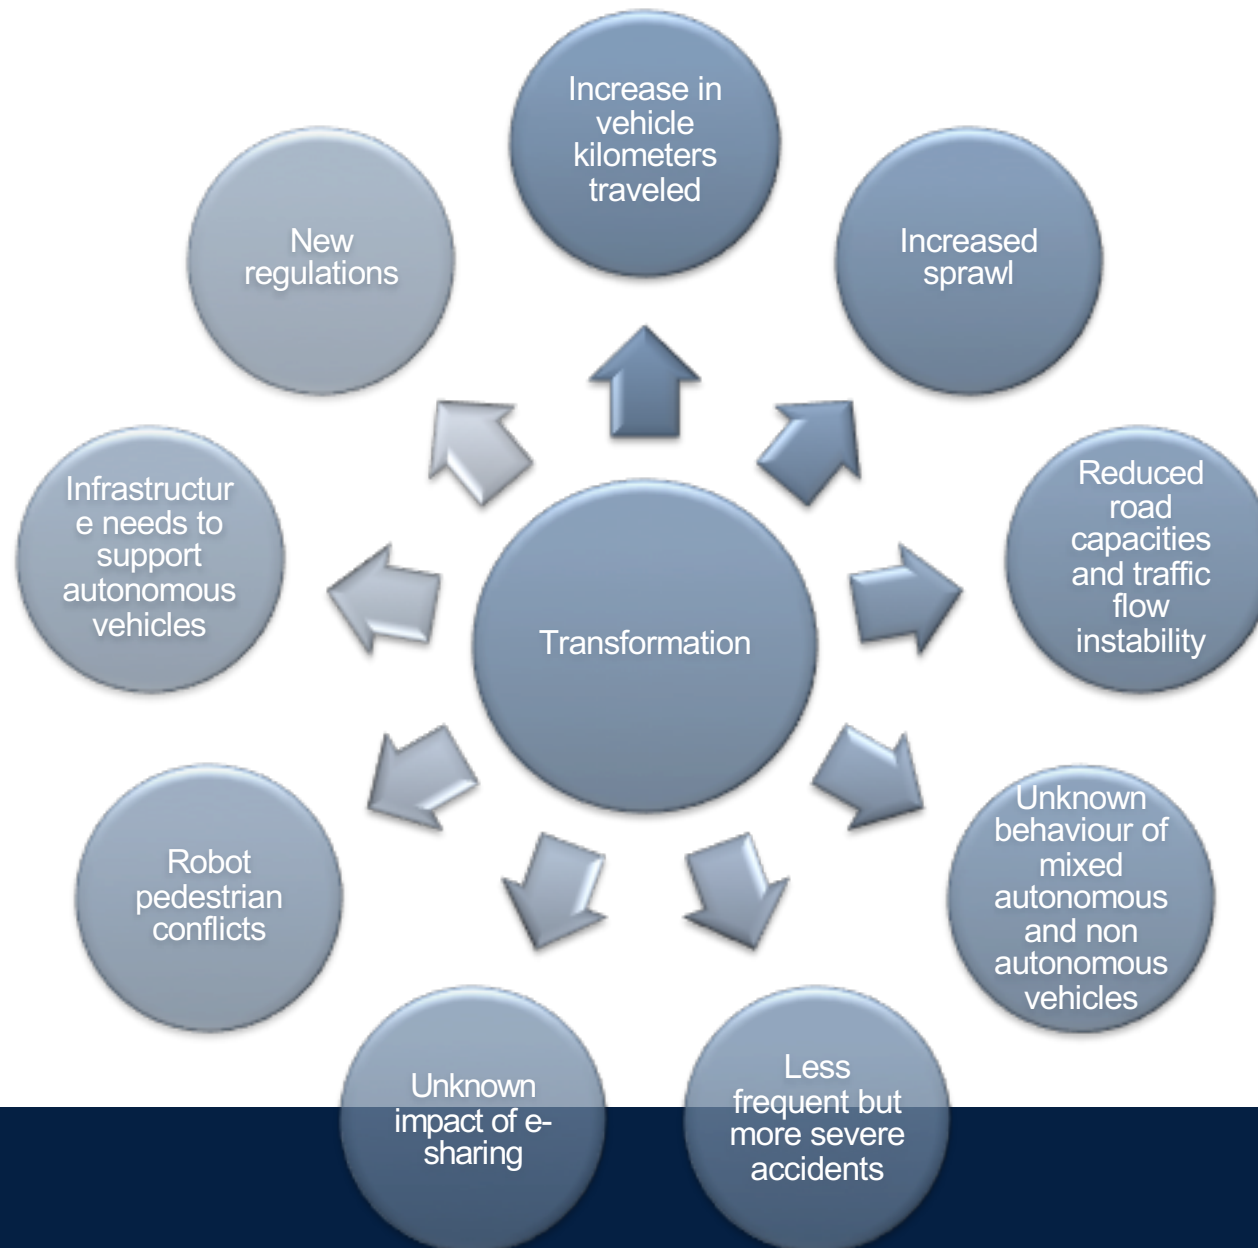 Increase in
vehicle
kilometers
traveled
Increased
sprawl
Reduced
road
capacities
and traffic
flow
instability
Unknown
behaviour of
mixed
autonomous
and non
autonomous
vehicles
Less
frequent but
more severe
accidents
Unknown
impact of e-
sharing
Robot
pedestrian
conflicts
Infrastructur
e needs to
support
autonomous
vehicles
New
regulations
Transformation